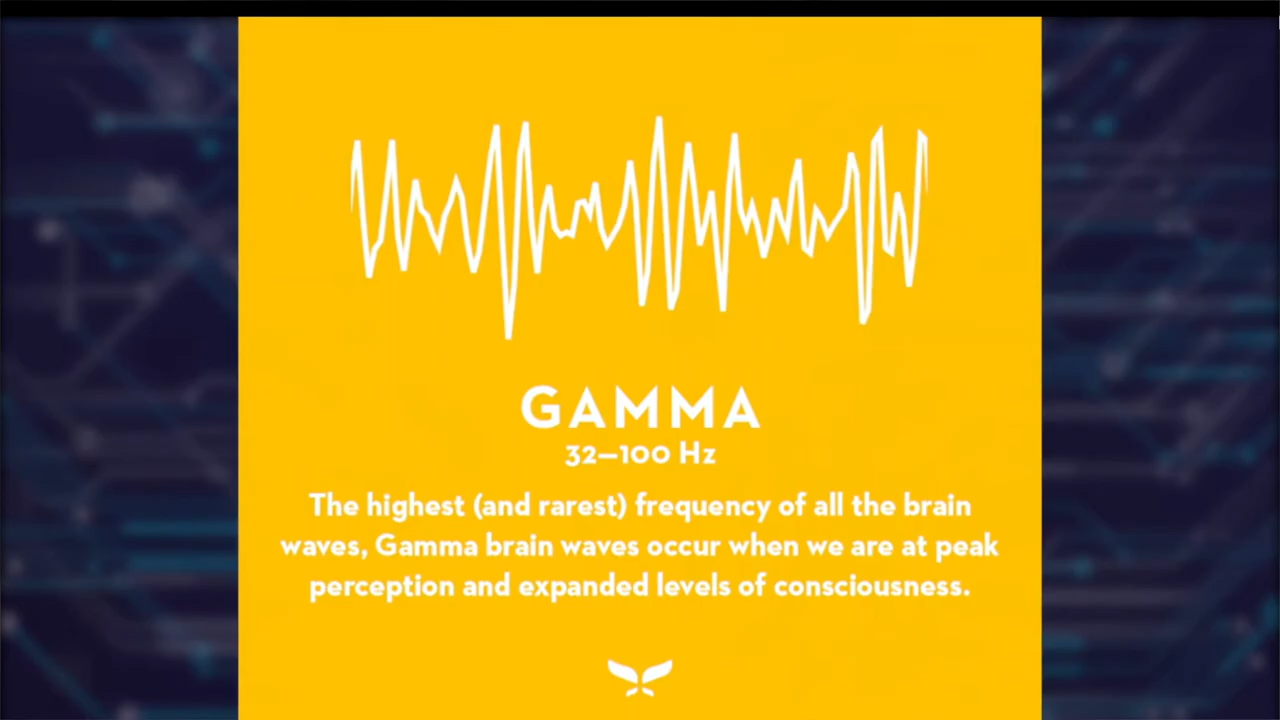 GAMMA
32–100 Hz
The highest (and rarest) frequency of all the brain
waves, Gamma brain waves occur when we are at peak
perception and expanded levels of consciousness.